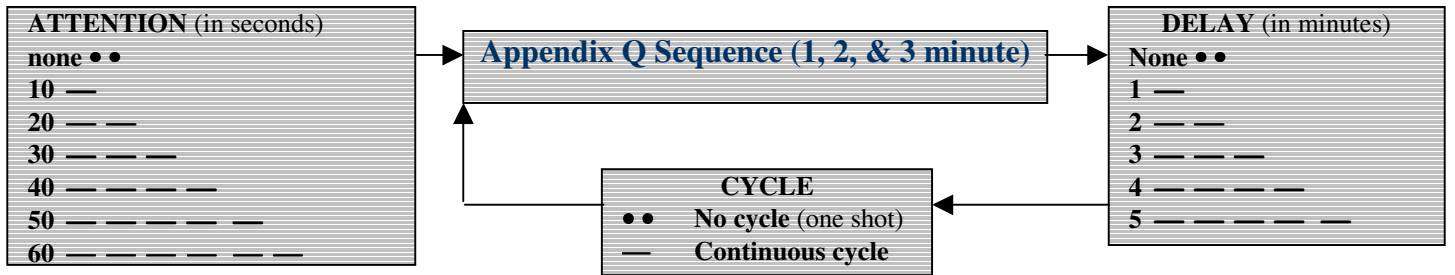 ATTENTION (in seconds)
none ● ●
10 —
20 — —
30 — — —
40 — — — —
50 — — — — —
60 — — — — — —
Appendix Q Sequence (1, 2, & 3 minute)
DELAY (in minutes)
None ● ●
1 —
2 — —
3 — — —
4 — — — —
5 — — — — —
CYCLE
● ● No cycle (one shot)
— Continuous cycle